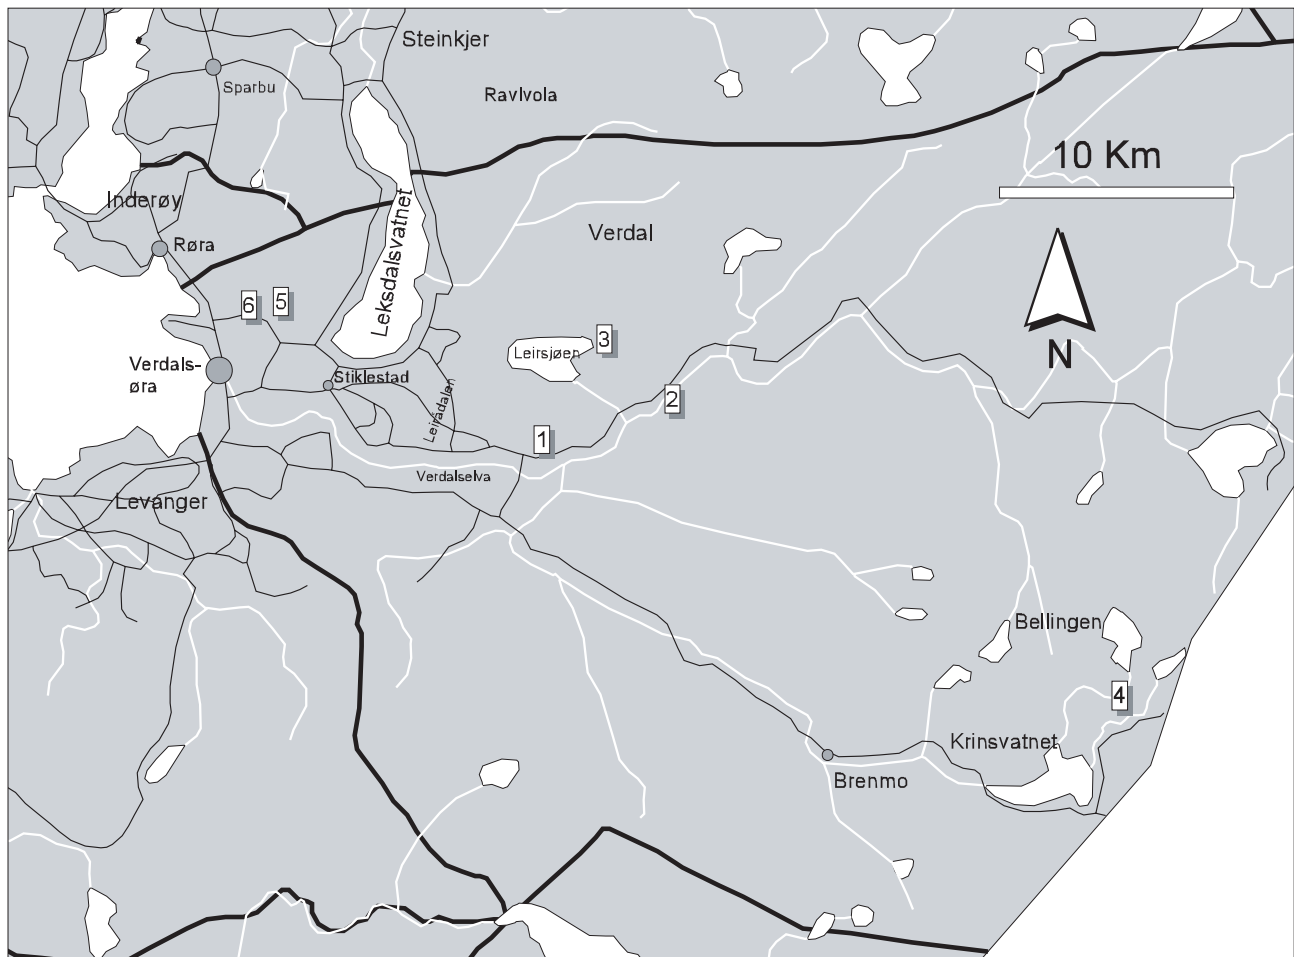 Steinkjer
Sparbu
Ravlvola
10 Km
Inderøy
Leksdalsvatnet
Røra
Verdal
6
5
N
3
Leirsjøen
Verdals-
øra
Stiklestad
2
Leirådalen
1
Verdalselva
Levanger
Bellingen
4
Krinsvatnet
Brenmo